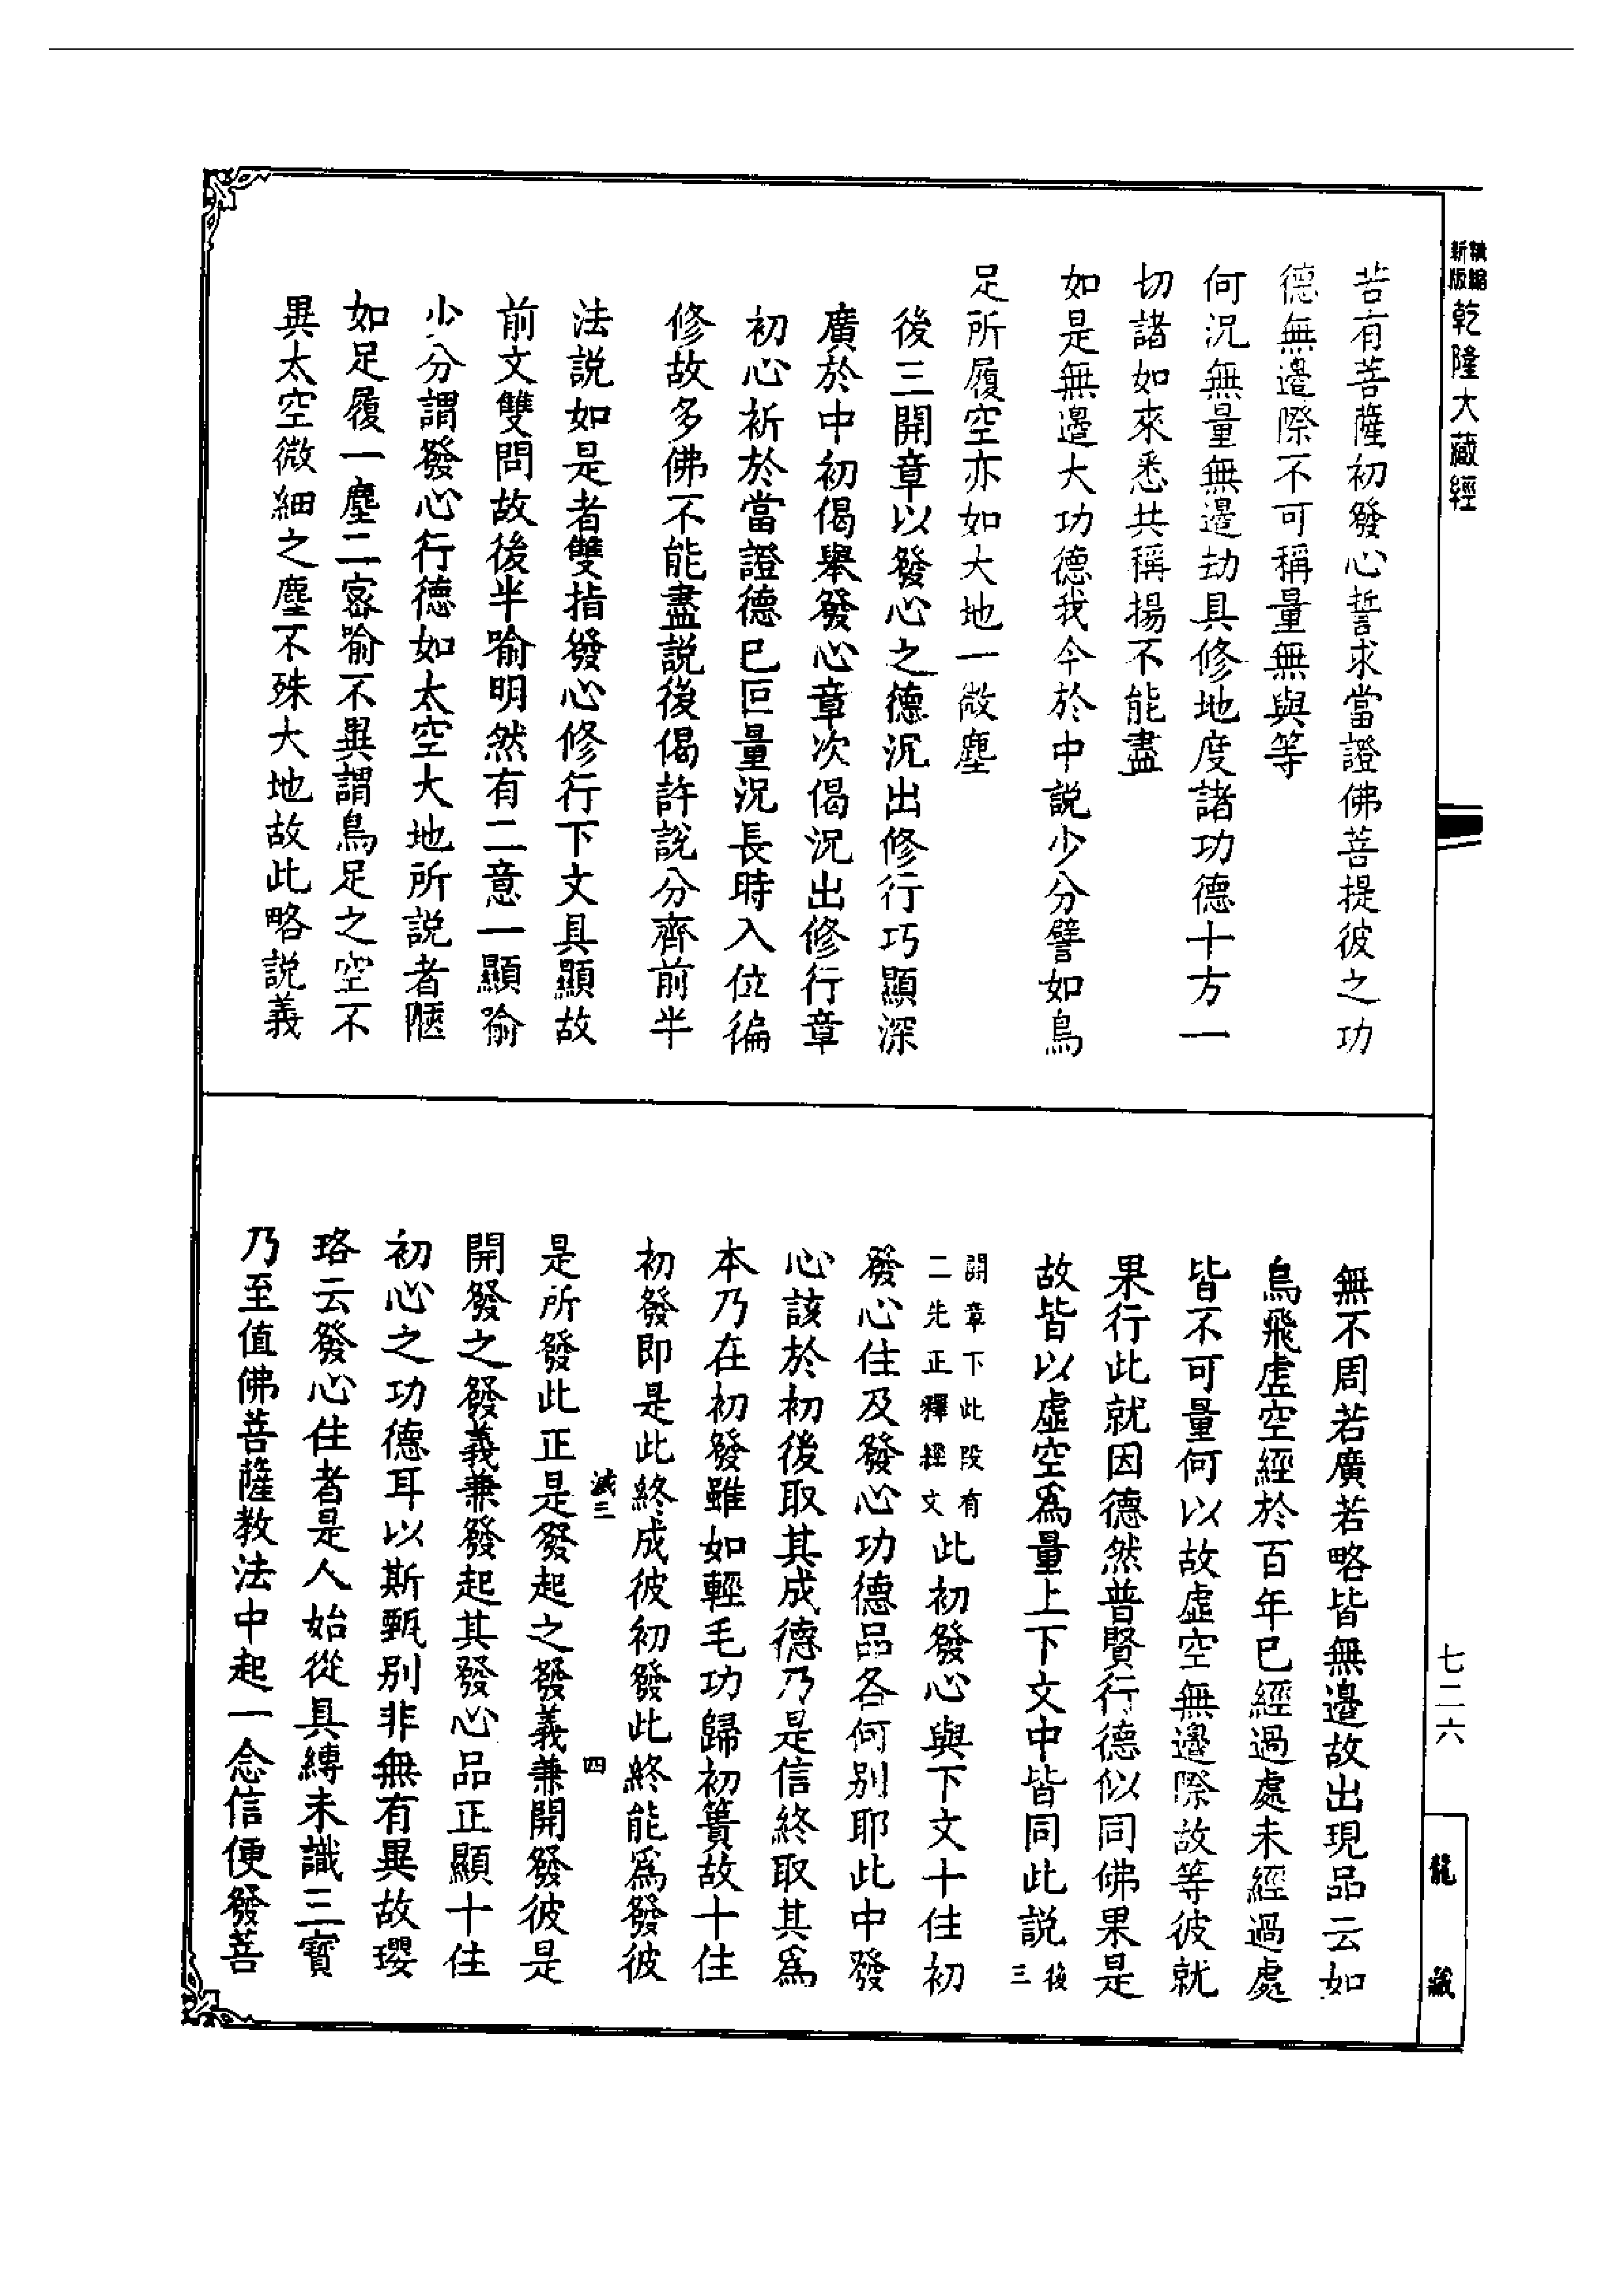 精縮
新版
乾隆大藏經
若有菩薩初發心誓求當證佛菩提彼之功
德無邊際不可稱量無與等
何況無量無邊劫具修地度諸功德十方一
切諸如來悉共稱揚不能盡
如是無邊大功德我今於中說少分譬如鳥
足所履空亦如大地一微塵
後三開章以發心之德況出修行巧顯深
廣於中初偈舉發心章次偈況出修行章
初心祈於當證德已叵量況長時入位徧
修故多佛不能盡說後偈許說分齊前半
法說如是者雙指發心修行下文具顯故
前文雙問故後半喻明然有二意一顯喻
少分謂發心行德如太空大地所說者陋
如足履一塵二密喻不異謂鳥足之空不
異太空微細之塵不殊大地故此略說義
無不周若廣若略皆無邊故出現品云如
鳥飛虛空經於百年已經過處未經過處
皆不可量何以故虛空無邊際故等彼就
果行此就因德然普賢行德似同佛果是
故皆以虛空爲量上下文中皆同此說後三
開章下此段有
二先正釋經文
此初發心與下文十住初
發心住及發心功德品各何別耶此中發
心該於初後取其成德乃是信終取其爲
本乃在初發雖如輕毛功歸初簣故十住
初發即是此終成彼初發此終能爲發彼
滅三
四
是所發此正是發起之發義兼開發彼是
開發之發義兼發起其發心品正顯十住
初心之功德耳以斯甄別非無有異故瓔
珞云發心住者是人始從具縛未識三寶
乃至值佛菩薩教法中起一念信便發菩
七二六
龍藏